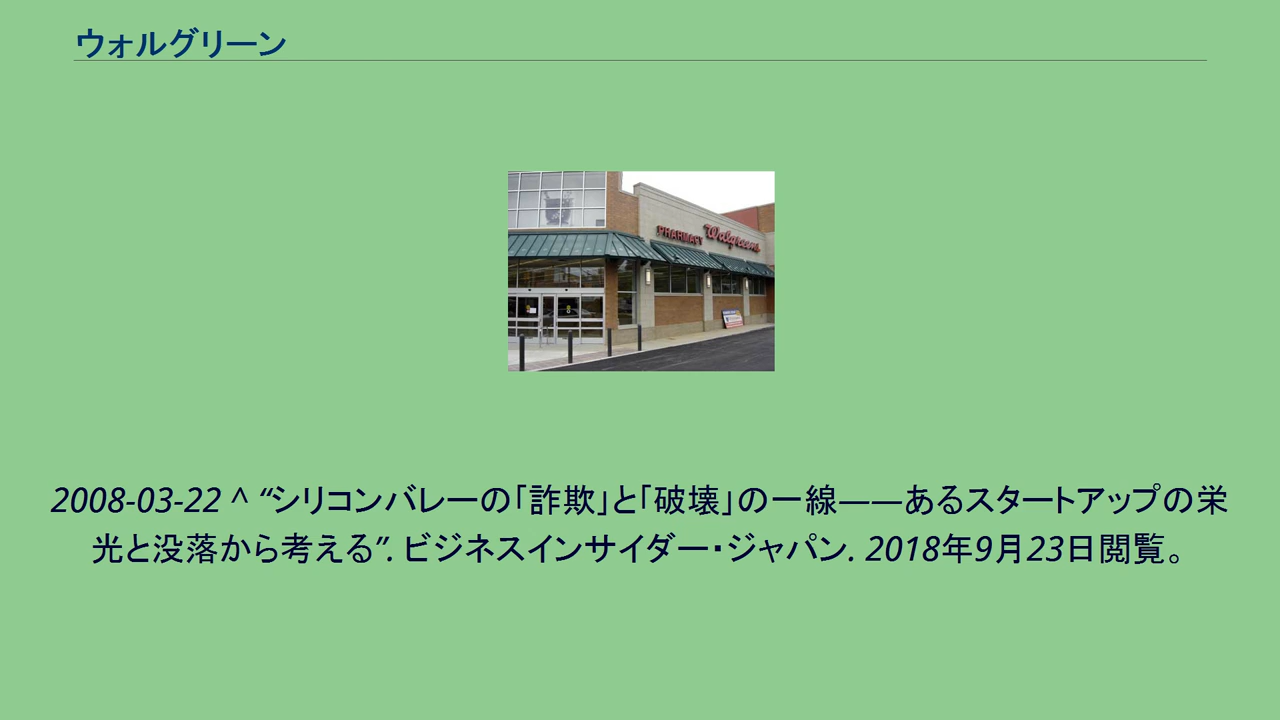 ウォルグリーン
PHARMACY Walgreens
2008-03-22 ^ “シリコンバレーの「詐欺」と「破壊」の一線——あるスタートアップの栄
光と没落から考える”. ビジネスインサイダー・ジャパン. 2018年9月23日閲覧。